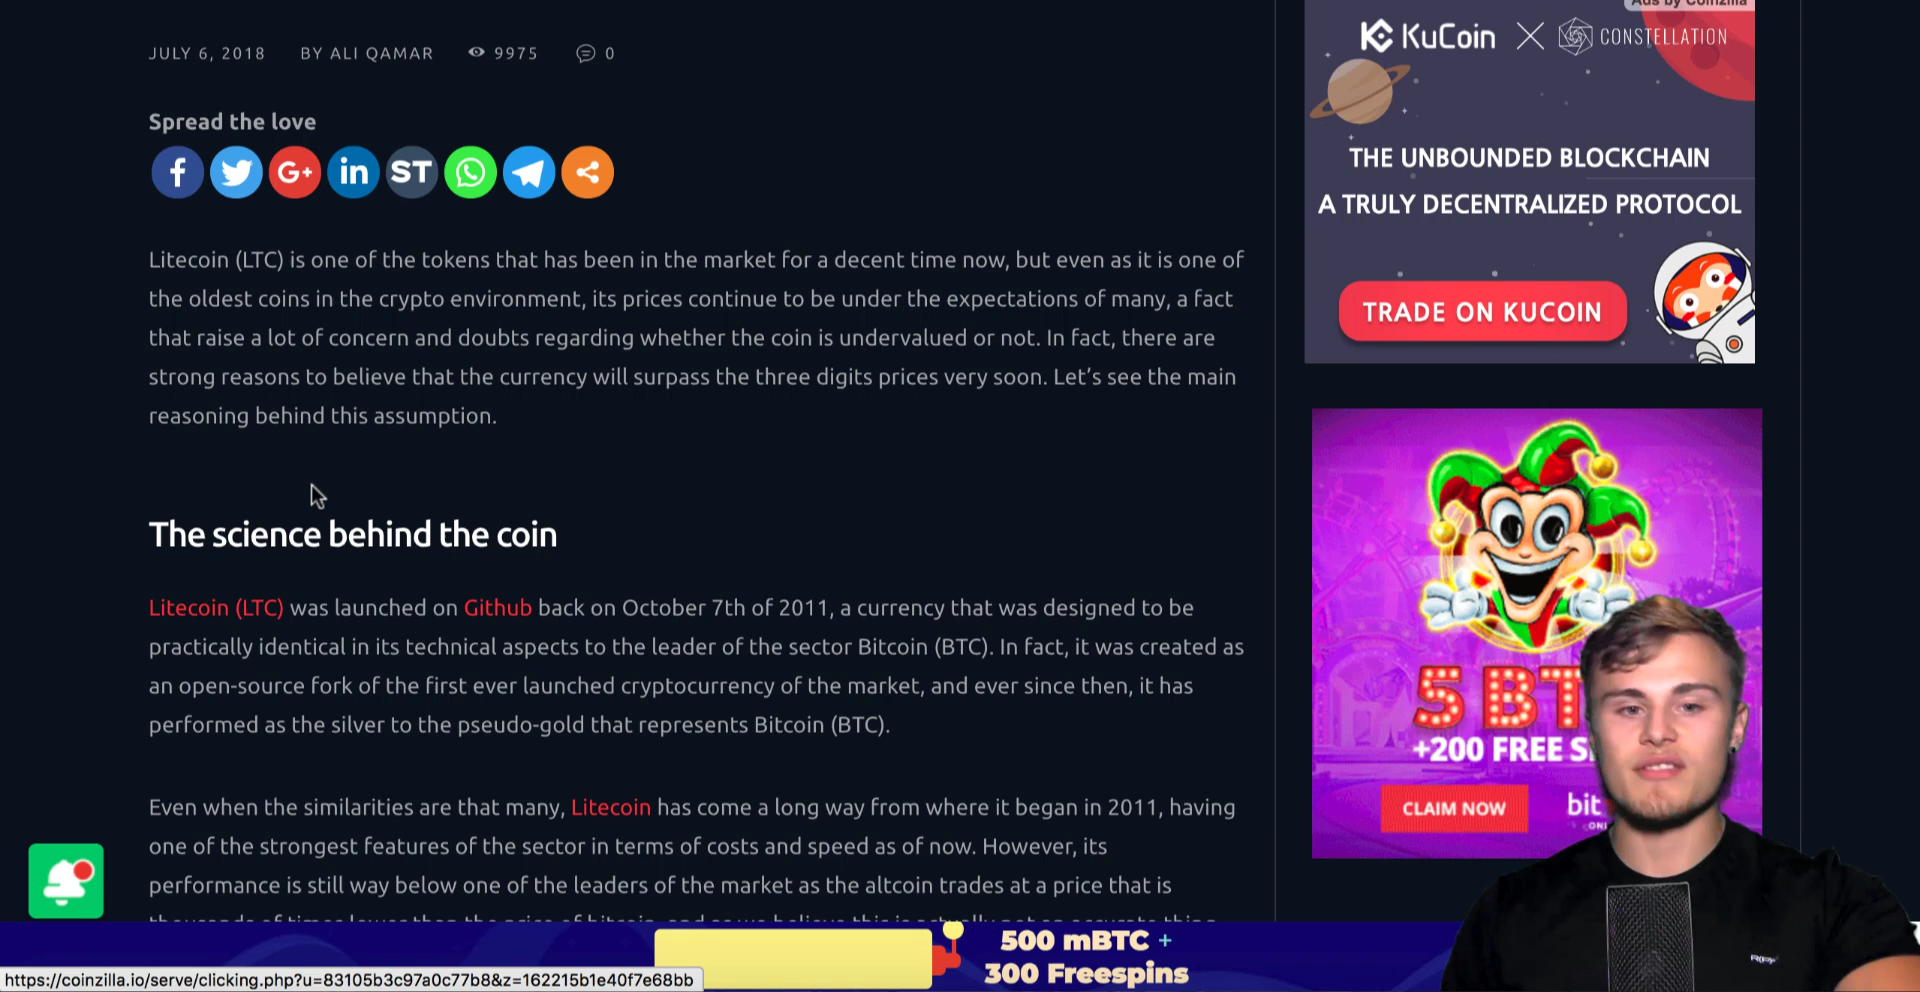 Ads by Coinzilla
JULY 6, 2018 BY ALI QAMAR 9975 0
Spread the love
f G+ in ST
Litecoin (LTC) is one of the tokens that has been in the market for a decent time now, but even as it is one of
the oldest coins in the crypto environment, its prices continue to be under the expectations of many, a fact
that raise a lot of concern and doubts regarding whether the coin is undervalued or not. In fact, there are
strong reasons to believe that the currency will surpass the three digits prices very soon. Let’s see the main
reasoning behind this assumption.
The science behind the coin
Litecoin (LTC) was launched on Github back on October 7th of 2011, a currency that was designed to be
practically identical in its technical aspects to the leader of the sector Bitcoin (BTC). In fact, it was created as
an open-source fork of the first ever launched cryptocurrency of the market, and ever since then, it has
performed as the silver to the pseudo-gold that represents Bitcoin (BTC).
Even when the similarities are that many, Litecoin has come a long way from where it began in 2011, having
one of the strongest features of the sector in terms of costs and speed as of now. However, its
performance is still way below one of the leaders of the market as the altcoin trades at a price that is
KuCoin CONSTELLATION
THE UNBOUNDED BLOCKCHAIN
A TRULY DECENTRALIZED PROTOCOL
TRADE ON KUCOIN
5 BT
+200 FREE S
CLAIM NOW
bit
500 mBTC +
300 Freespins
https://coinzilla.io/serve/clicking.php?u=83105b3c97a0c77b8&z=162215b1e40f7e68bb